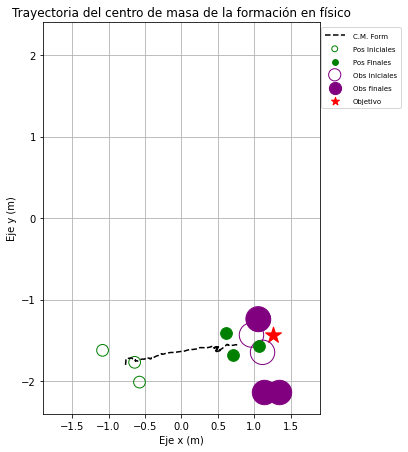 Trayectoria del centro de masa de la formación en físico
C.M. Form
Pos Iniciales
Pos Finales
Obs iniciales
Obs finales
Objetivo
Eje y (m)
2
1
0
−1
−2
−1.5
−1.0
−0.5
0.0
0.5
1.0
1.5
Eje x (m)